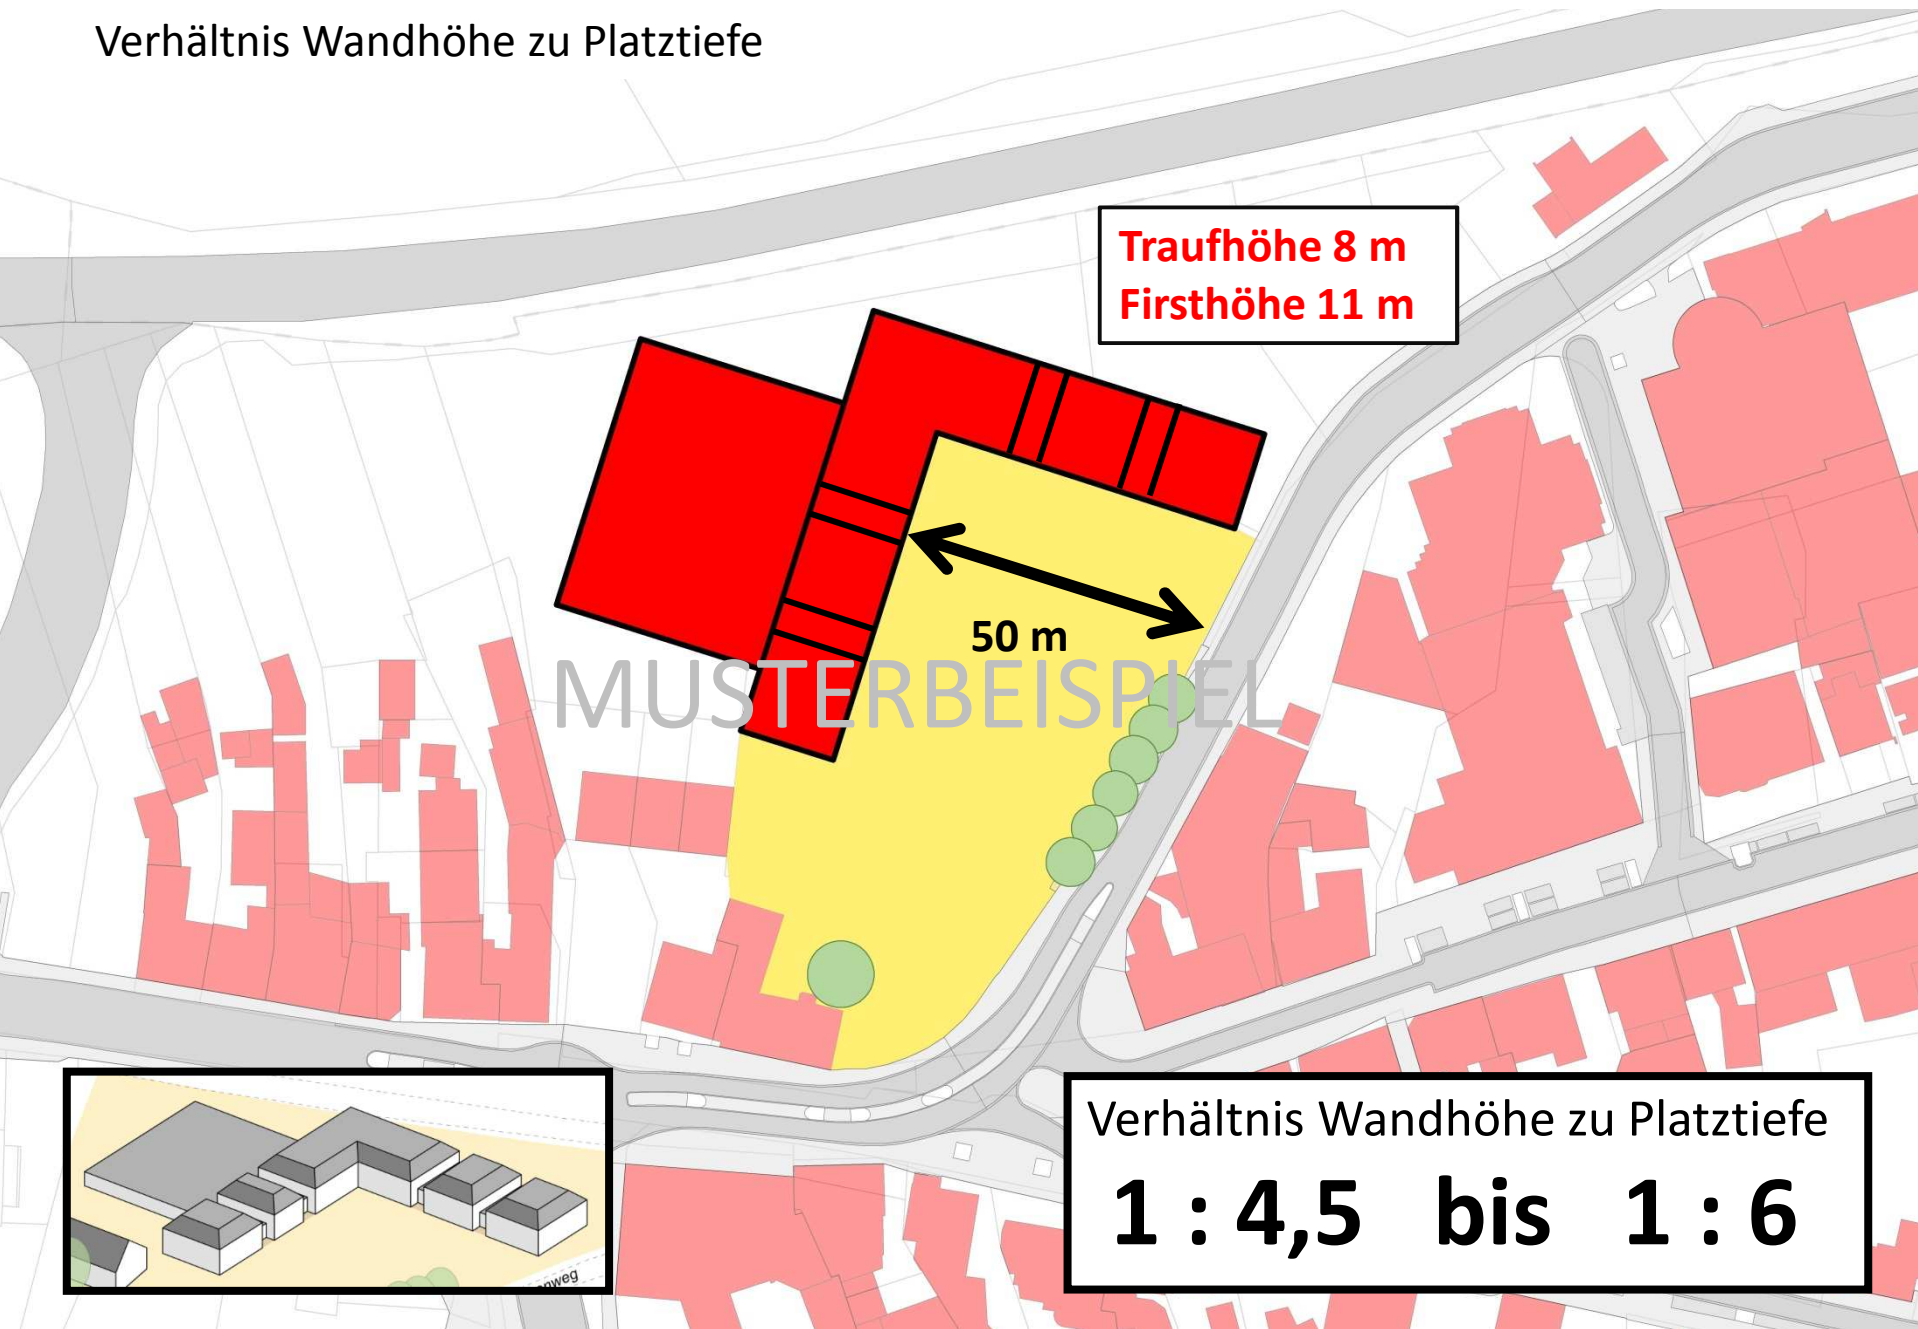 Verhältnis Wandhöhe zu Platztiefe
Traufhöhe 8 m
Firsthöhe 11 m
50 m
MUSTERBEISPIEL
Verhältnis Wandhöhe zu Platztiefe
1 : 4,5 bis 1 : 6